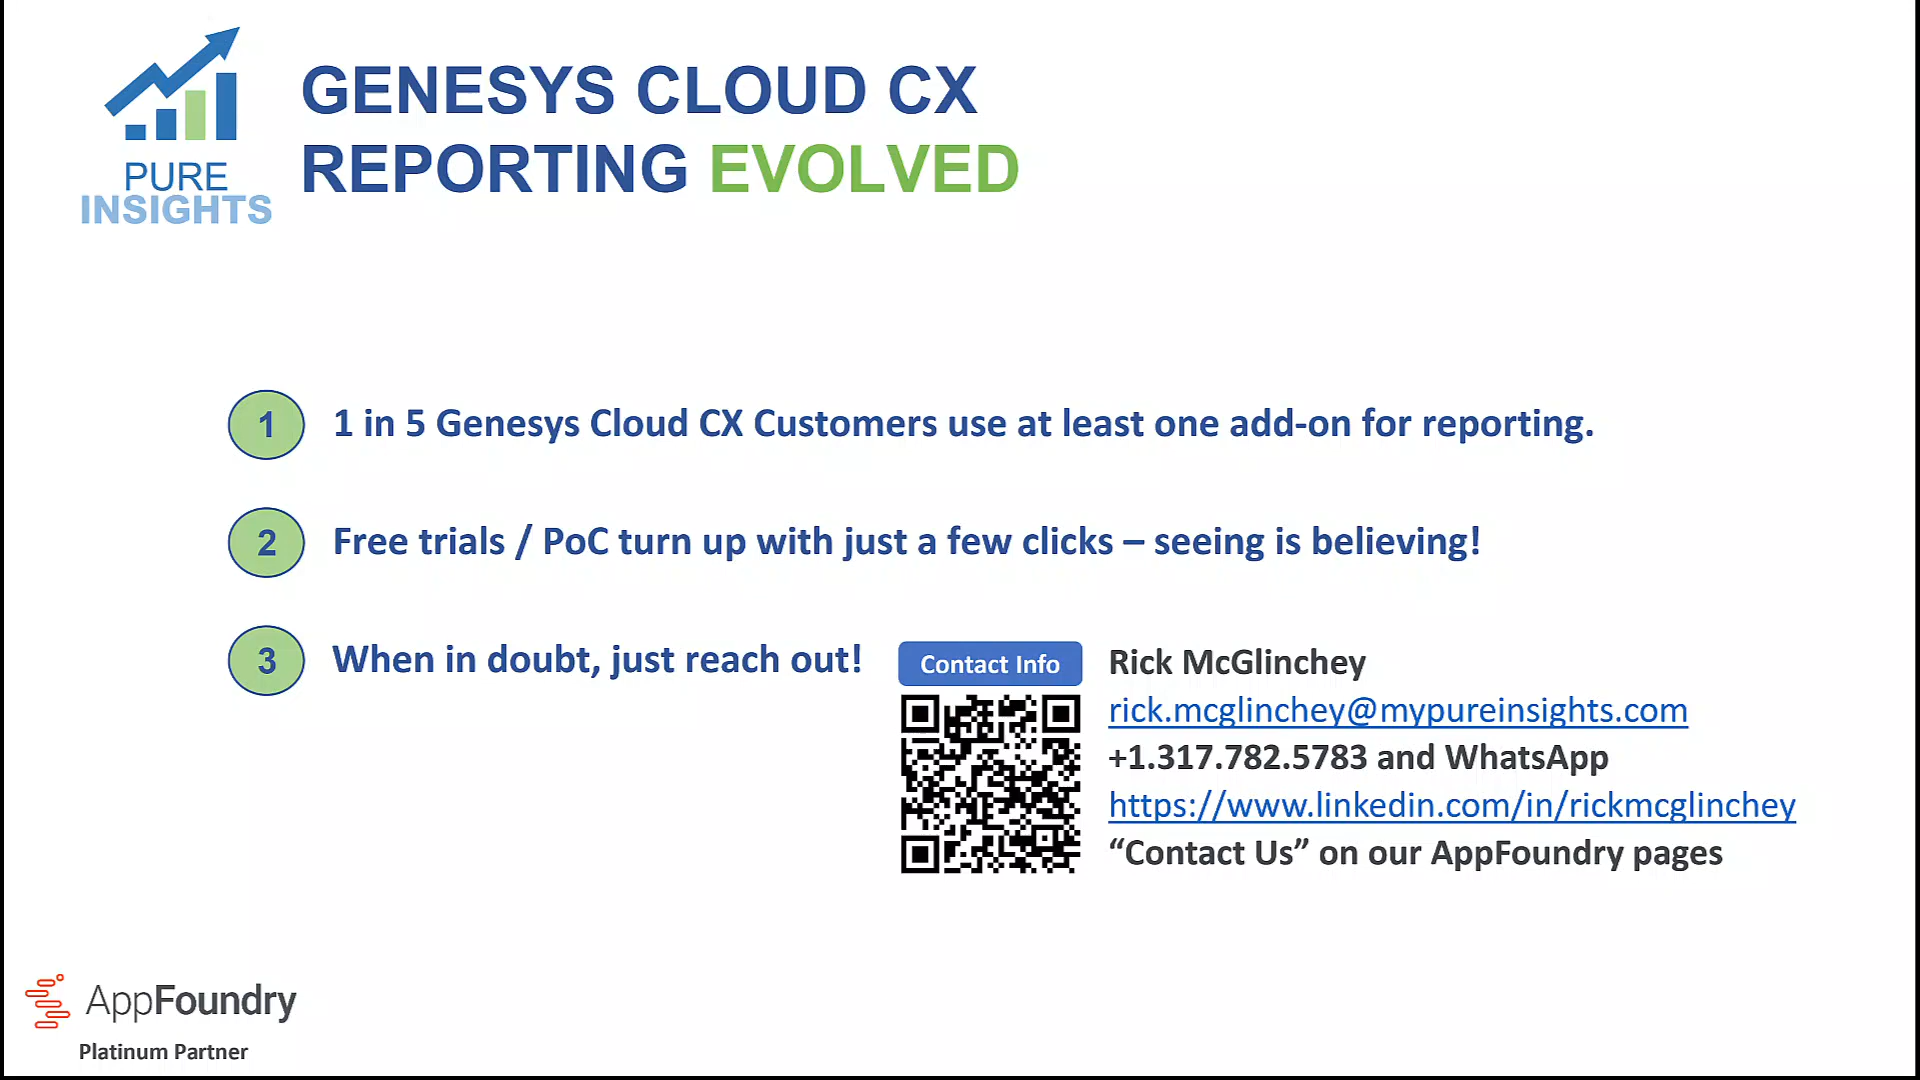 PURE
INSIGHTS
GENESYS CLOUD CX
REPORTING EVOLVED
1
1 in 5 Genesys Cloud CX Customers use at least one add-on for reporting.
2
Free trials / PoC turn up with just a few clicks – seeing is believing!
3
When in doubt, just reach out!
Contact Info
Rick McGlinchey
rick.mcglinchey@mypureinsights.com
+1.317.782.5783 and WhatsApp
https://www.linkedin.com/in/rickmcglinchey
“Contact Us” on our AppFoundry pages
AppFoundry
Platinum Partner